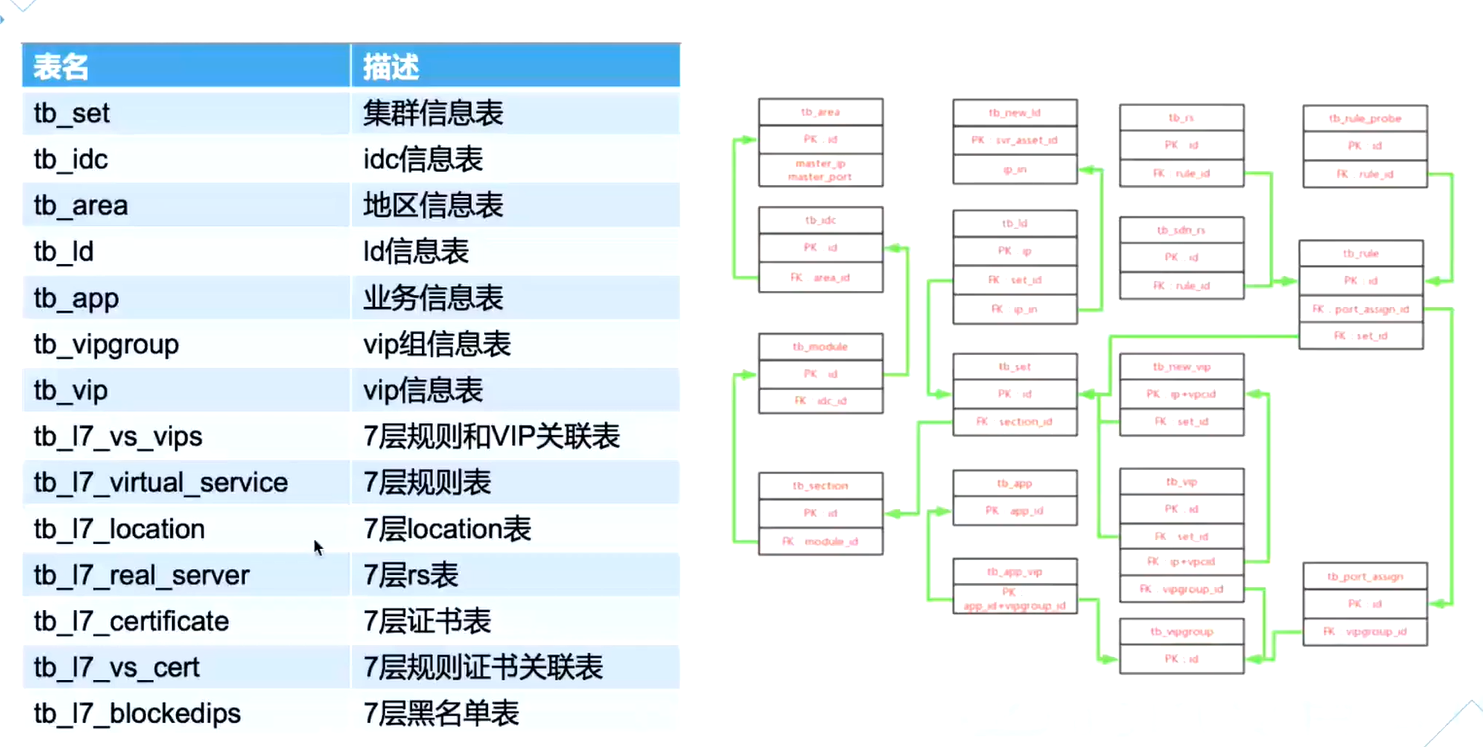 表名 描述
tb_set 集群信息表
tb_idc idc信息表
tb_area 地区信息表
tb_ld ld信息表
tb_app 业务信息表
tb_vipgroup vip组信息表
tb_vip vip信息表
tb_l7_vs_vips 7层规则和VIP关联表
tb_l7_virtual_service 7层规则表
tb_l7_location 7层location表
tb_l7_real_server 7层rs表
tb_l7_certificate 7层证书表
tb_l7_vs_cert 7层规则证书关联表
tb_l7_blockedips 7层黑名单表
tb_area
PK : id
master_ip
master_port
tb_idc
PK : id
FK : area_id
tb_module
PK : id
FK : idc_id
tb_section
PK : id
FK : module_id
tb_new_ld
PK : svr_asset_id
ip_in
tb_ld
PK : ip
FK : set_id
FK : ip_in
tb_set
PK : id
FK : section_id
tb_app
PK : app_id
tb_app_vip
PK :
app_id+vipgroup_id
tb_rs
PK : id
FK : rule_id
tb_sdn_rs
PK : id
FK : rule_id
tb_new_vip
PK : ip+vpcid
FK : set_id
tb_vip
PK : id
FK : set_id
FK : ip+vpcid
FK : vipgroup_id
tb_vipgroup
PK : id
tb_rule_probe
PK : id
FK : rule_id
tb_rule
PK : id
FK : port_assign_id
FK : set_id
tb_port_assign
PK : id
FK : vipgroup_id